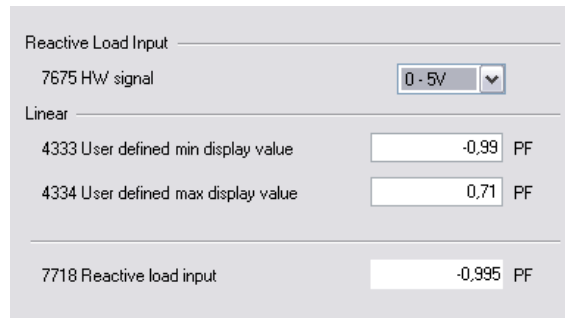 Reactive Load Input
7675 HW signal 0 - 5V
Linear
4333 User defined min display value -0,99 PF
4334 User defined max display value 0,71 PF
7718 Reactive load input -0,995 PF